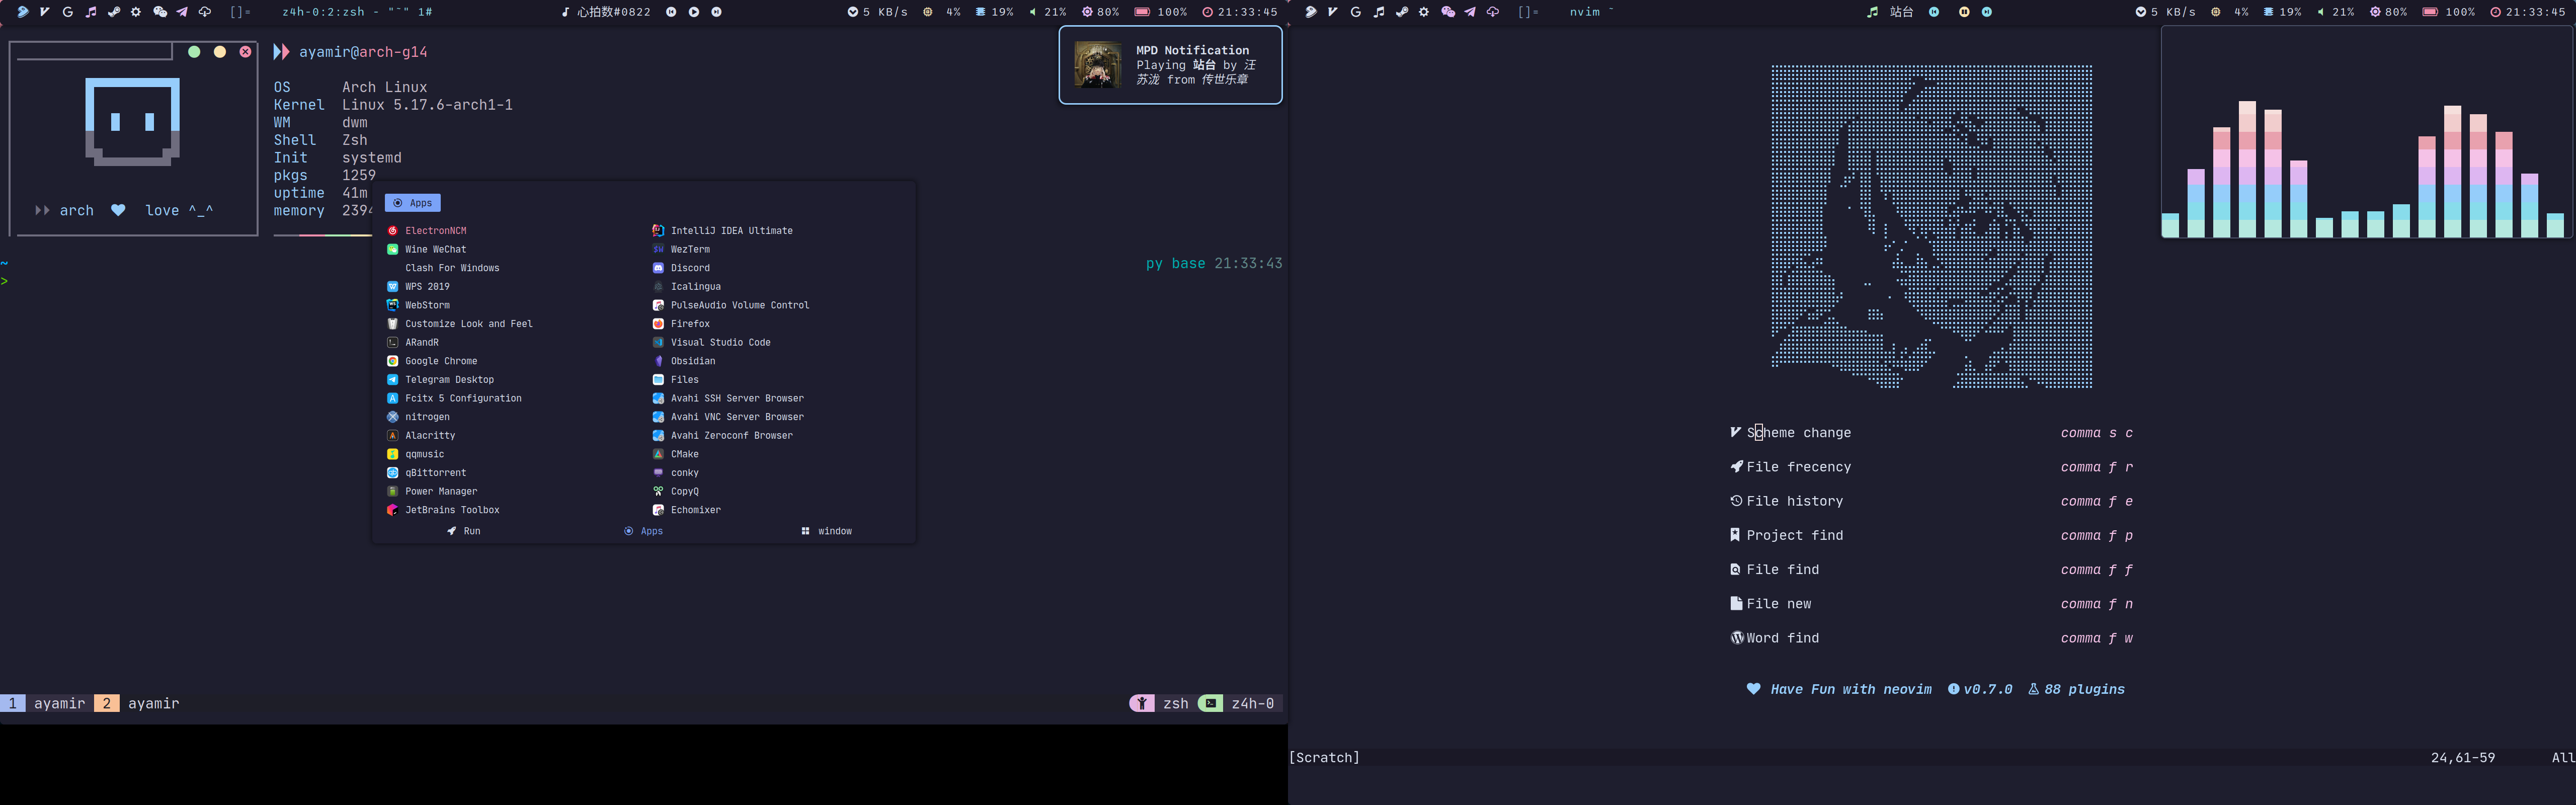 []= z4h-0:2:zsh - "~" 1# 心拍数#0822 5 KB/s 4% 19% 21% 80% 100% 21:33:45
ayamir@arch-g14
OS Arch Linux
Kernel Linux 5.17.6-arch1-1
WM dwm
Shell Zsh
Init systemd
pkgs 1259
uptime 41m
memory 2394
arch love ^_^
MPD Notification
Playing 站台 by 汪
苏泷 from 传世乐章
~
>
py base 21:33:43
Apps
ElectronNCM
Wine WeChat
Clash For Windows
WPS 2019
WebStorm
Customize Look and Feel
ARandR
Google Chrome
Telegram Desktop
Fcitx 5 Configuration
nitrogen
Alacritty
qqmusic
qBittorrent
Power Manager
JetBrains Toolbox
IntelliJ IDEA Ultimate
WezTerm
Discord
Icalingua
PulseAudio Volume Control
Firefox
Visual Studio Code
Obsidian
Files
Avahi SSH Server Browser
Avahi VNC Server Browser
Avahi Zeroconf Browser
CMake
conky
CopyQ
Echomixer
Run Apps window
1 ayamir 2 ayamir
zsh z4h-0
[]= nvim ~ 站台 5 KB/s 4% 19% 21% 80% 100% 21:33:45
Scheme change comma s c
File frecency comma f r
File history comma f e
Project find comma f p
File find comma f f
File new comma f n
Word find comma f w
Have Fun with neovim v0.7.0 88 plugins
[Scratch] 24,61-59 All